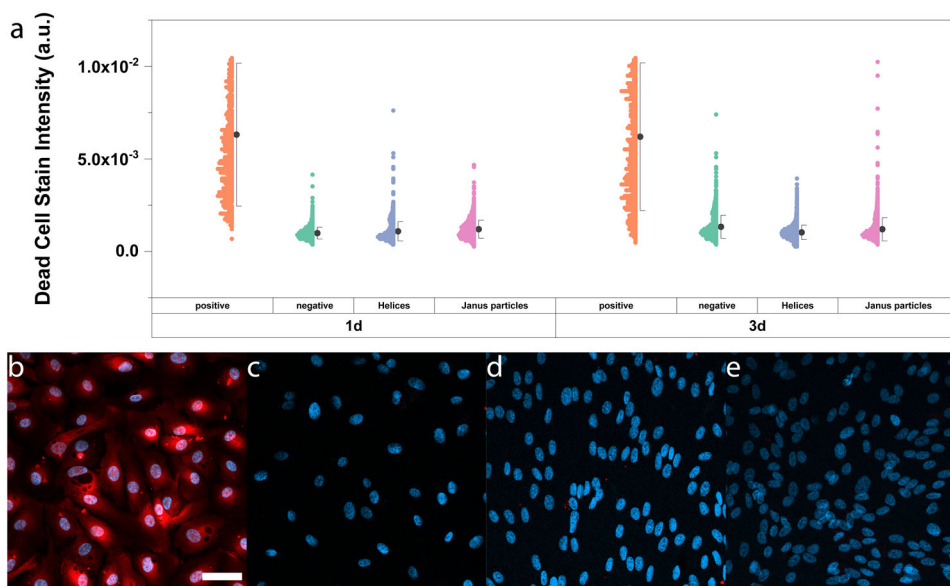 a
Dead Cell Stain Intensity (a.u.)
1.0x10⁻²
5.0x10⁻³
0.0
positive negative Helices Janus particles positive negative Helices Janus particles
1d 3d
b c d e